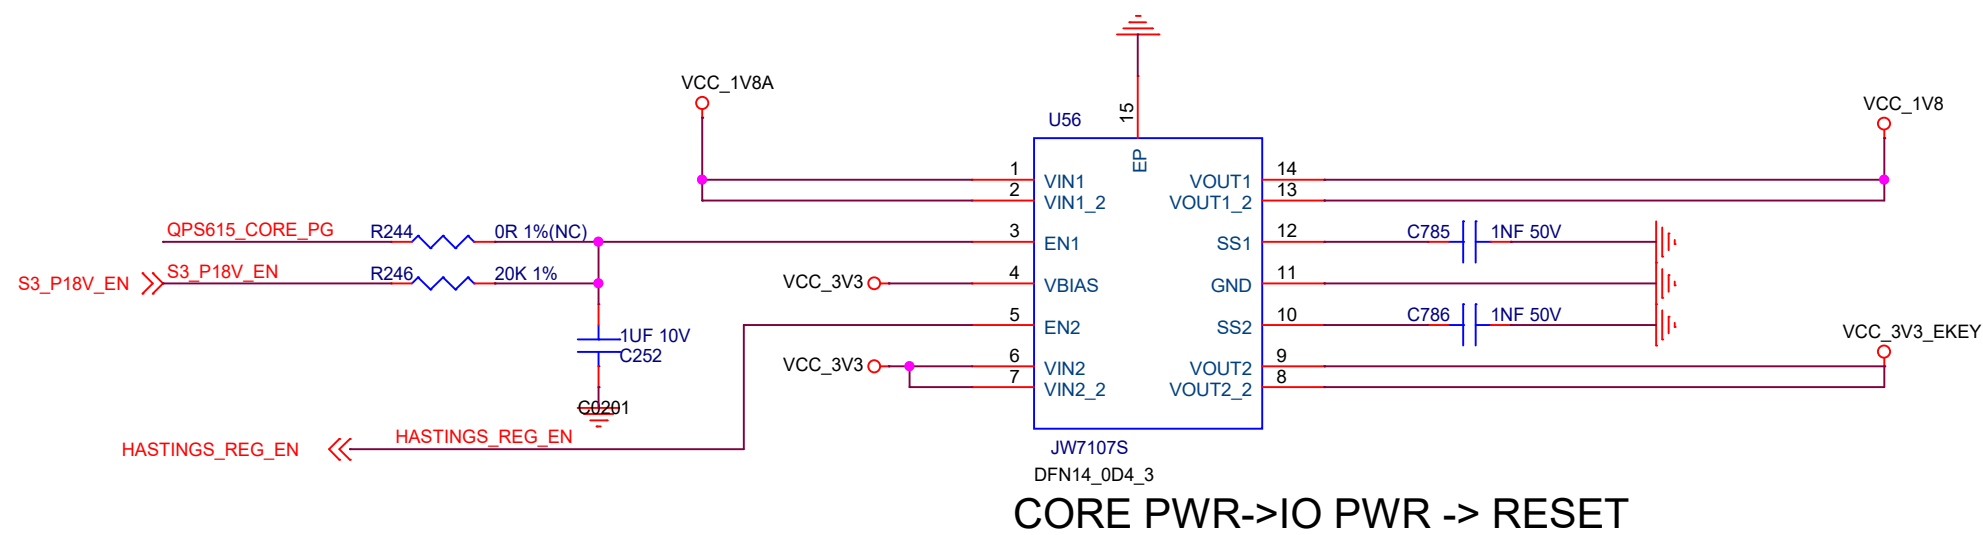 VCC_1V8A
U56
15
EP
VCC_1V8
1 VIN1 VOUT1 14
2 VIN1_2 VOUT1_2 13
QPS615_CORE_PG R244 0R 1%(NC) 3 EN1 SS1 12 C785 1NF 50V
S3_P18V_EN S3_P18V_EN R246 20K 1% VCC_3V3 4 VBIAS GND 11
5 EN2 SS2 10 C786 1NF 50V
1UF 10V
C252
VCC_3V3_EKEY
VCC_3V3 6 VIN2 VOUT2 9
7 VIN2_2 VOUT2_2 8
C0201
HASTINGS_REG_EN HASTINGS_REG_EN
JW7107S
DFN14_0D4_3
CORE PWR->IO PWR -> RESET